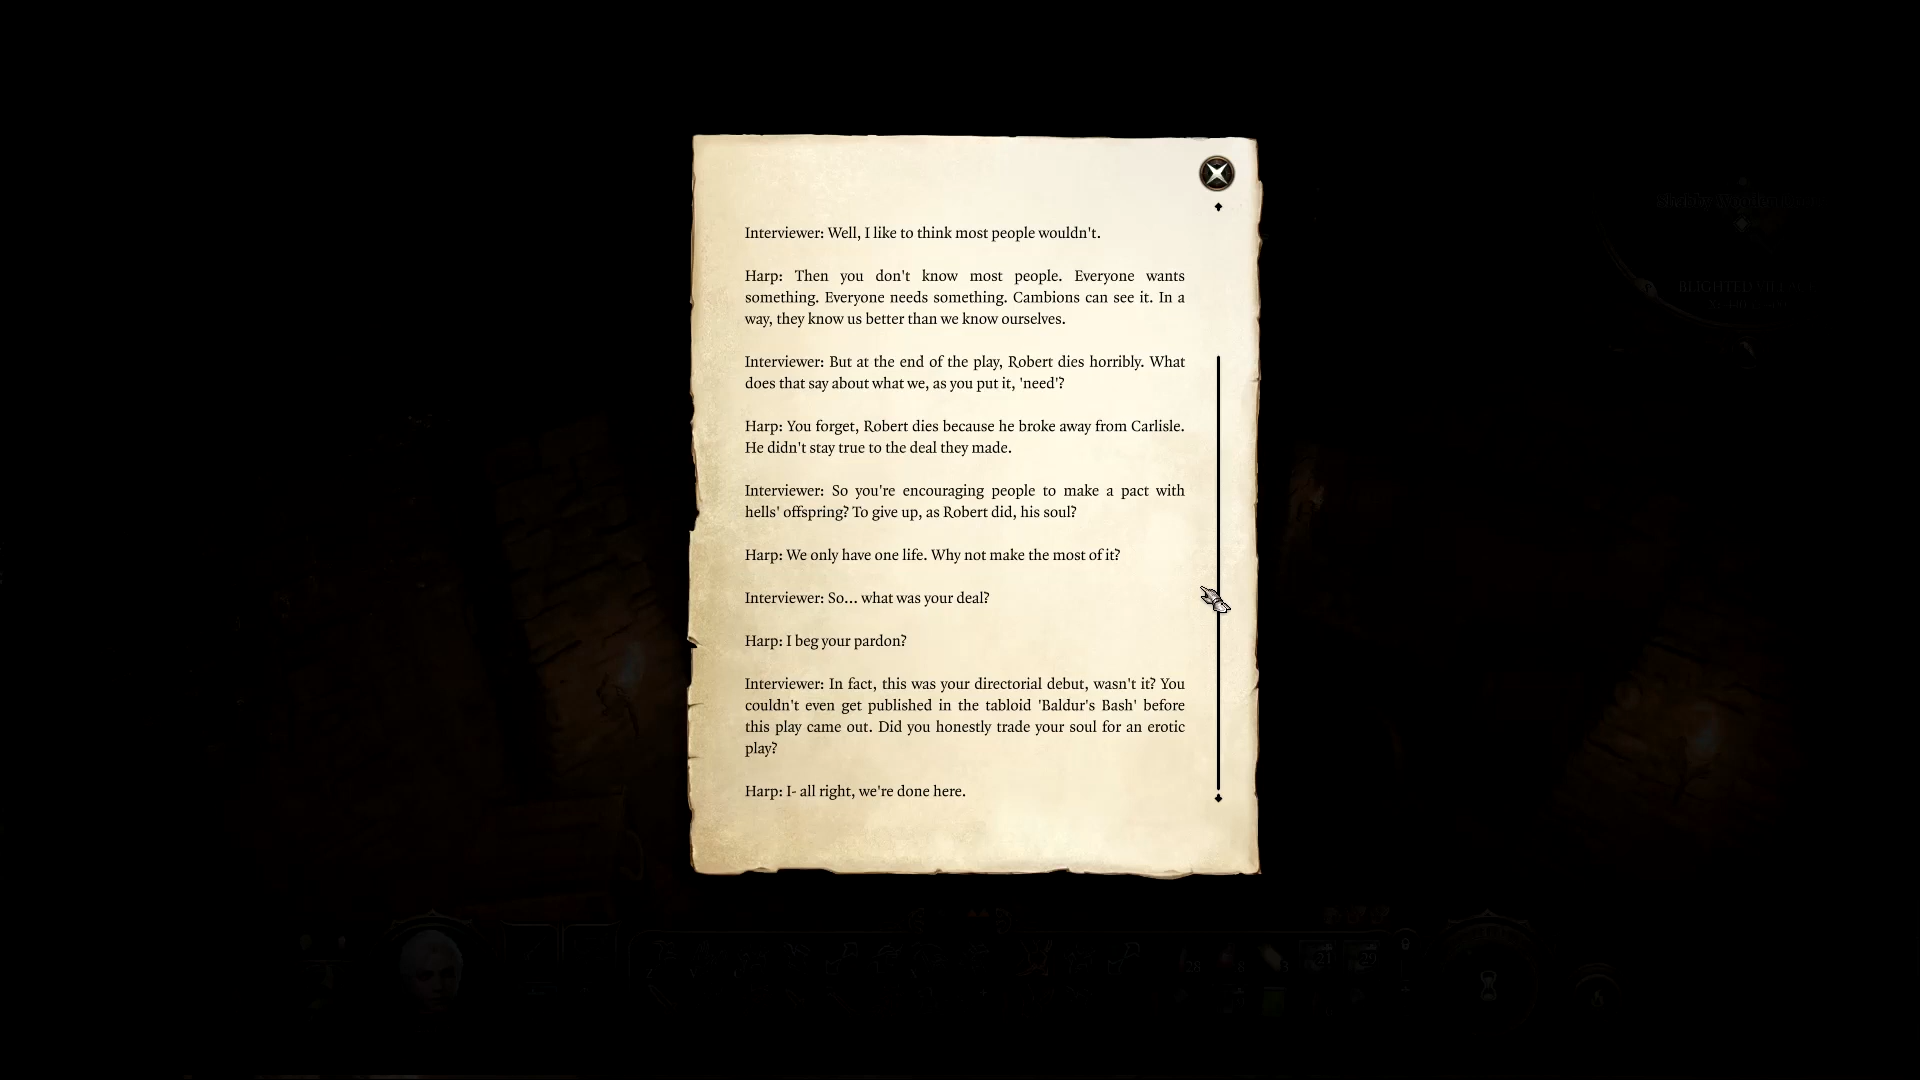 Interviewer: Well, I like to think most people wouldn't.
Harp: Then you don't know most people. Everyone wants
something. Everyone needs something. Cambions can see it. In a
way, they know us better than we know ourselves.
Interviewer: But at the end of the play, Robert dies horribly. What
does that say about what we, as you put it, 'need'?
Harp: You forget, Robert dies because he broke away from Carlisle.
He didn't stay true to the deal they made.
Interviewer: So you're encouraging people to make a pact with
hells' offspring? To give up, as Robert did, his soul?
Harp: We only have one life. Why not make the most of it?
Interviewer: So... what was your deal?
Harp: I beg your pardon?
Interviewer: In fact, this was your directorial debut, wasn't it? You
couldn't even get published in the tabloid 'Baldur's Bash' before
this play came out. Did you honestly trade your soul for an erotic
play?
Harp: I- all right, we're done here.